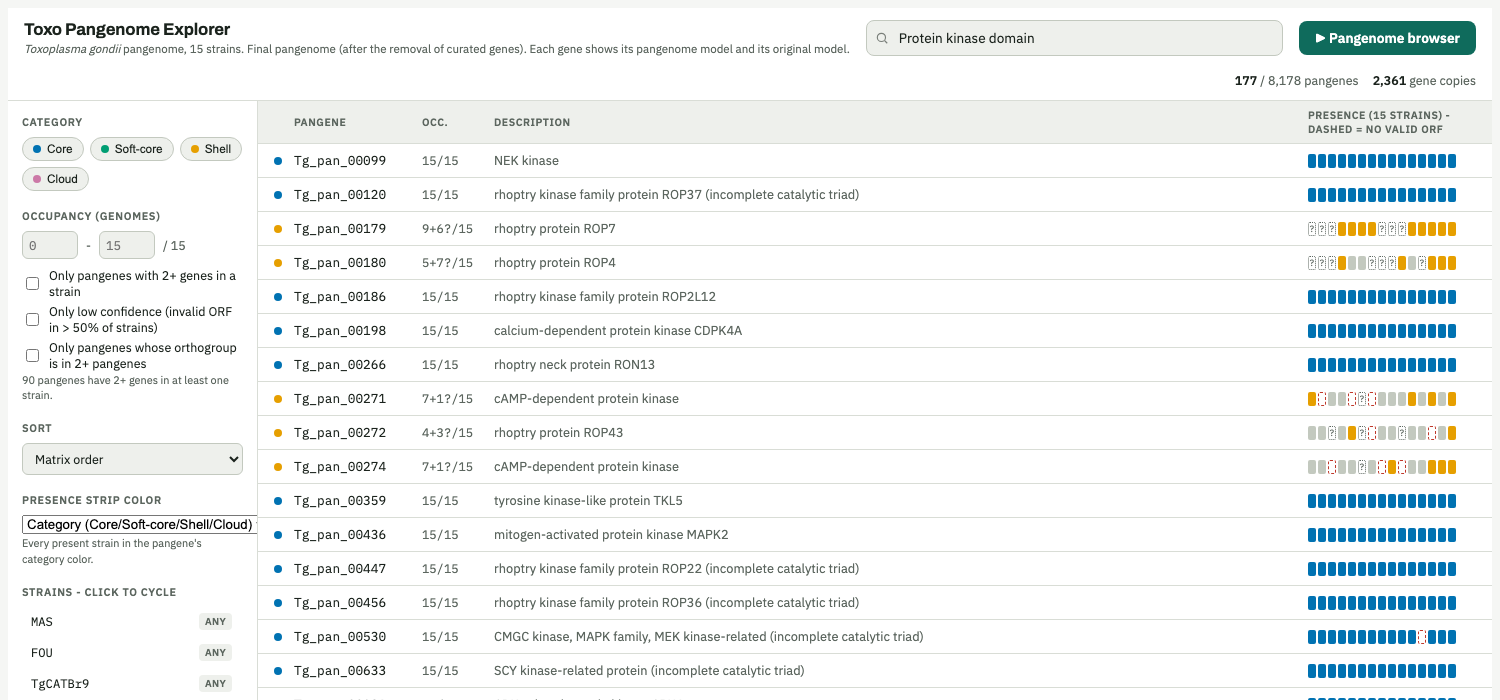 Toxo Pangenome Explorer
Toxoplasma gondii pangenome, 15 strains. Final pangenome (after the removal of curated genes). Each gene shows its pangenome model and its original model.
Protein kinase domain
▶ Pangenome browser
177 / 8,178 pangenes 2,361 gene copies
CATEGORY
Core
Soft-core
Shell
Cloud
OCCUPANCY (GENOMES)
0 - 15 / 15
Only pangenes with 2+ genes in a
strain
Only low confidence (invalid ORF
in > 50% of strains)
Only pangenes whose orthogroup
is in 2+ pangenes
90 pangenes have 2+ genes in at least one
strain.
SORT
Matrix order
PRESENCE STRIP COLOR
Category (Core/Soft-core/Shell/Cloud)
Every present strain in the pangene's
category color.
STRAINS - CLICK TO CYCLE
MAS ANY
FOU ANY
TgCATBr9 ANY
PANGENE OCC. DESCRIPTION PRESENCE (15 STRAINS) -
DASHED = NO VALID ORF
Tg_pan_00099 15/15 NEK kinase
Tg_pan_00120 15/15 rhoptry kinase family protein ROP37 (incomplete catalytic triad)
Tg_pan_00179 9+6?/15 rhoptry protein ROP7 ? ? ? ? ? ?
Tg_pan_00180 5+7?/15 rhoptry protein ROP4 ? ? ? ? ? ? ?
Tg_pan_00186 15/15 rhoptry kinase family protein ROP2L12
Tg_pan_00198 15/15 calcium-dependent protein kinase CDPK4A
Tg_pan_00266 15/15 rhoptry neck protein RON13
Tg_pan_00271 7+1?/15 cAMP-dependent protein kinase ?
Tg_pan_00272 4+3?/15 rhoptry protein ROP43 ? ? ?
Tg_pan_00274 7+1?/15 cAMP-dependent protein kinase ?
Tg_pan_00359 15/15 tyrosine kinase-like protein TKL5
Tg_pan_00436 15/15 mitogen-activated protein kinase MAPK2
Tg_pan_00447 15/15 rhoptry kinase family protein ROP22 (incomplete catalytic triad)
Tg_pan_00456 15/15 rhoptry kinase family protein ROP36 (incomplete catalytic triad)
Tg_pan_00530 15/15 CMGC kinase, MAPK family, MEK kinase-related (incomplete catalytic triad)
Tg_pan_00633 15/15 SCY kinase-related protein (incomplete catalytic triad)